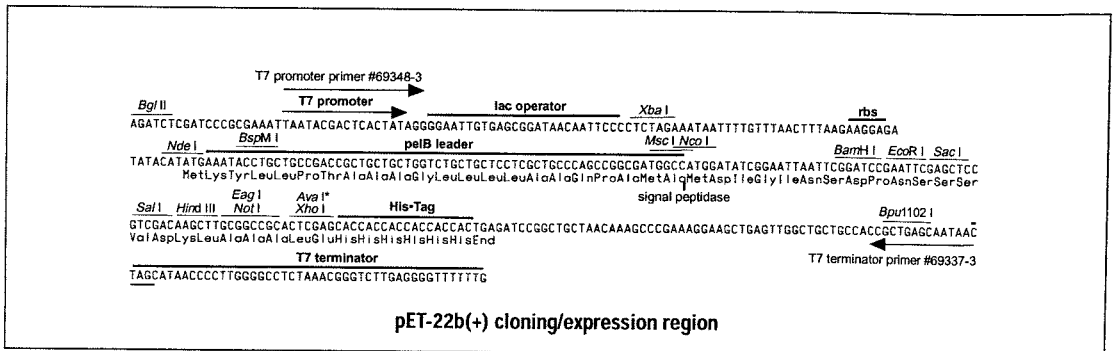 T7 promoter primer #69348-3
Bgl II T7 promoter lac operator Xba I rbs
AGATCTCGATCCCGCGAAATTAATACGACTCACTATAGGGGAATTGTGAGCGGATAACAATTCCCCTCTAGAAATAATTTTGTTTAACTTTAAGAAGGAGA
Nde I BspM I pelB leader Msc I Nco I BamH I EcoR I Sac I
TATACATATGAAATACCTGCTGCCGACCGCTGCTGCTGGTCTGCTGCTCCTCGCTGCCCAGCCGGCGATGGCCATGGATATCGGAATTAATTCGGATCCGAATTCGAGCTCC
MetLysTyrLeuLeuProThrAlaAlaAlaGlyLeuLeuLeuLeuAlaAlaGlnProAlaMetAlaMetAspIleGlyIleAsnSerAspProAsnSerSerSer
signal peptidase
Sal I Hind III Eag I Not I Ava I* Xho I His•Tag Bpu1102 I
GTCGACAAGCTTGCGGCCGCACTCGAGCACCACCACCACCACCACTGAGATCCGGCTGCTAACAAAGCCCGAAAGGAAGCTGAGTTGGCTGCTGCCACCGCTGAGCAATAAC
ValAspLysLeuAlaAlaAlaLeuGluHisHisHisHisHisHisEnd
T7 terminator T7 terminator primer #69337-3
TAGCATAACCCCTTGGGGCCTCTAAACGGGTCTTGAGGGGTTTTTTG
pET-22b(+) cloning/expression region